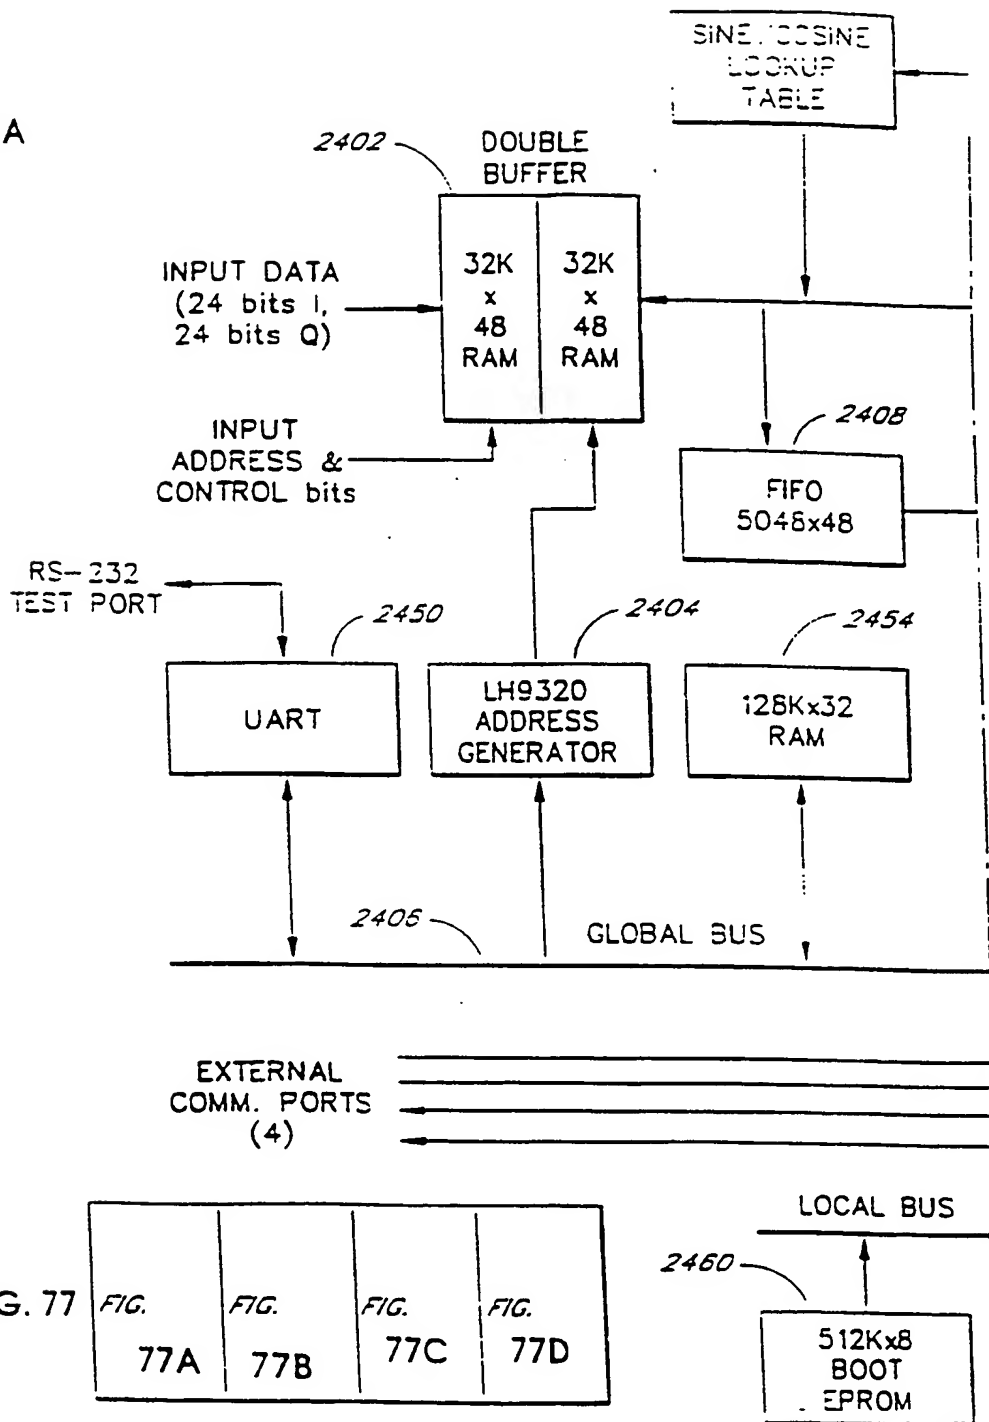 SINE/COSINE
LOOKUP
TABLE
A
2402
DOUBLE
BUFFER
INPUT DATA
(24 bits I,
24 bits Q)
32K
x
48
RAM
32K
x
48
RAM
INPUT
ADDRESS &
CONTROL bits
2408
FIFO
5046x48
RS-232
TEST PORT
2450
UART
2404
LH9320
ADDRESS
GENERATOR
2454
128Kx32
RAM
2406
GLOBAL BUS
EXTERNAL
COMM. PORTS
(4)
LOCAL BUS
2460
512Kx8
BOOT
EPROM
G. 77
FIG.
77A
FIG.
77B
FIG.
77C
FIG.
77D